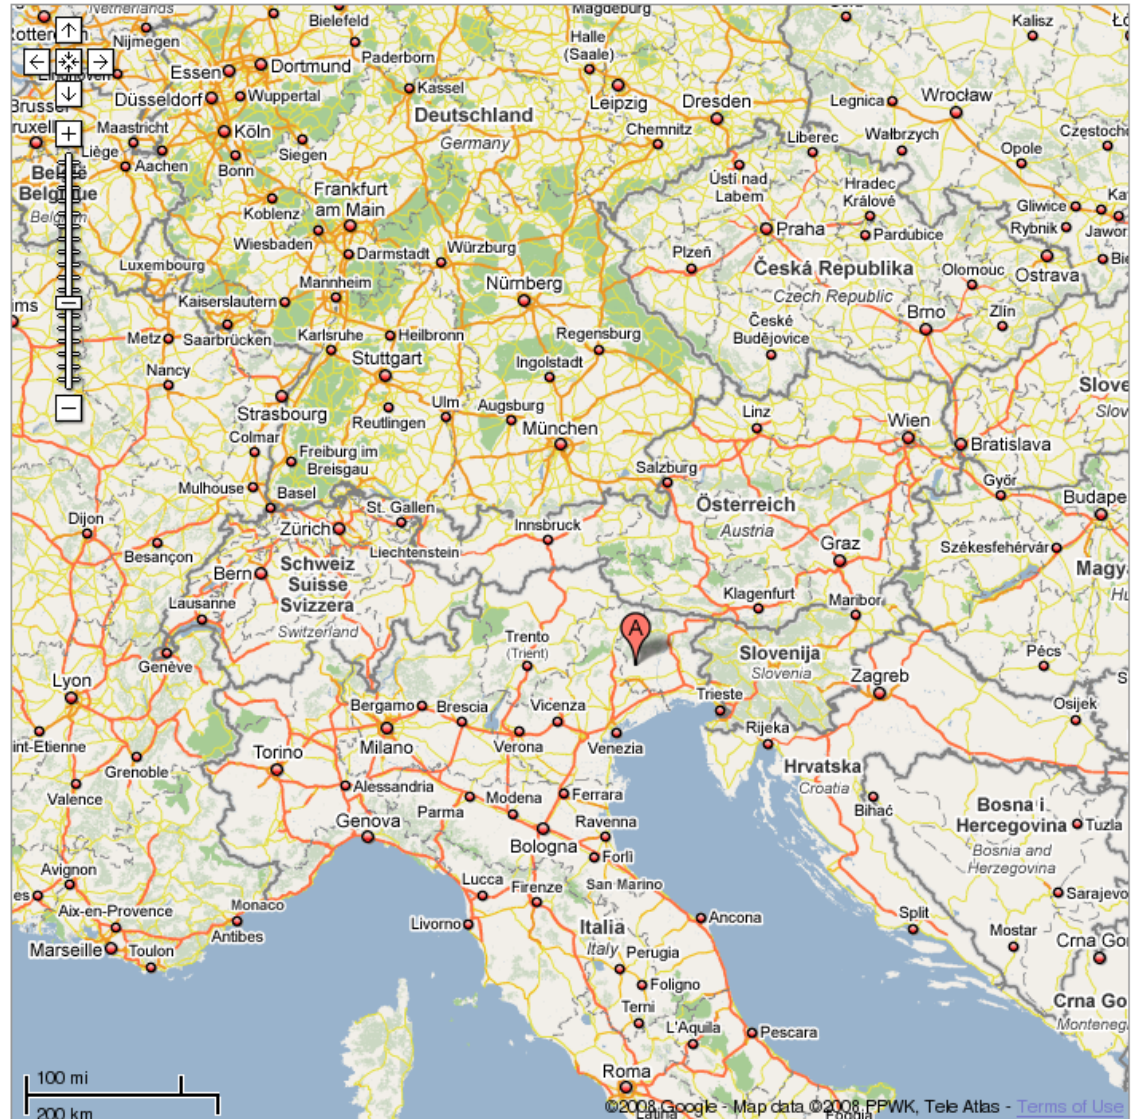 Netherlands
Nijmegen
Bielefeld
Magdeburg
Kalisz
Paderborn
Halle
(Saale)
Essen
Dortmund
Kassel
Leipzig
Dresden
Legnica
Wrocław
Düsseldorf
Wuppertal
Deutschland
Germany
Chemnitz
Liberec
Wałbrzych
Maastricht
Köln
Siegen
Opole
Liège
Aachen
Bonn
Ústí nad
Labem
Hradec
Králové
Frankfurt
am Main
Koblenz
Gliwice
Wiesbaden
Darmstadt
Würzburg
Praha
Pardubice
Rybnik
Jawor
Plzeň
Luxembourg
Mannheim
Nürnberg
Česká Republika
Czech Republic
Olomouc
Ostrava
Kaiserslautern
Brno
Zlín
Metz
Saarbrücken
Karlsruhe
Heilbronn
Regensburg
České
Budějovice
Nancy
Stuttgart
Ingolstadt
Strasbourg
Reutlingen
Ulm
Augsburg
München
Linz
Wien
Bratislava
Colmar
Freiburg im
Breisgau
Salzburg
Mulhouse
Basel
Győr
Dijon
Zürich
St. Gallen
Innsbruck
Österreich
Austria
Besançon
Liechtenstein
Graz
Székesfehérvár
Bern
Schweiz
Suisse
Svizzera
Switzerland
Lausanne
Klagenfurt
Maribor
A
Trento
(Trient)
Genève
Slovenija
Slovenia
Pécs
Lyon
Zagreb
Bergamo
Brescia
Vicenza
Trieste
Osijek
int-Etienne
Milano
Verona
Venezia
Rijeka
Torino
Grenoble
Hrvatska
Croatia
Valence
Alessandria
Parma
Modena
Ferrara
Bihać
Bosna i
Hercegovina
Bosnia and
Herzegovina
Tuzla
Genova
Bologna
Ravenna
Forlì
Avignon
Lucca
Firenze
San Marino
Sarajevo
Aix-en-Provence
Monaco
Antibes
Livorno
Italia
Italy
Ancona
Split
Mostar
Marseille
Toulon
Perugia
Foligno
Terni
L'Aquila
Pescara
Roma
100 mi
200 km
©2008 Google - Map data ©2008 PPWK, Tele Atlas - Terms of Use